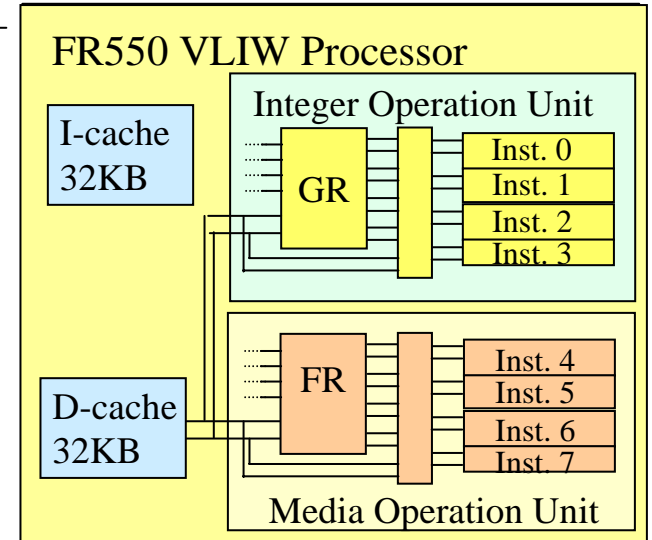 FR550 VLIW Processor
I-cache
32KB
Integer Operation Unit
GR
Inst. 0
Inst. 1
Inst. 2
Inst. 3
D-cache
32KB
FR
Inst. 4
Inst. 5
Inst. 6
Inst. 7
Media Operation Unit